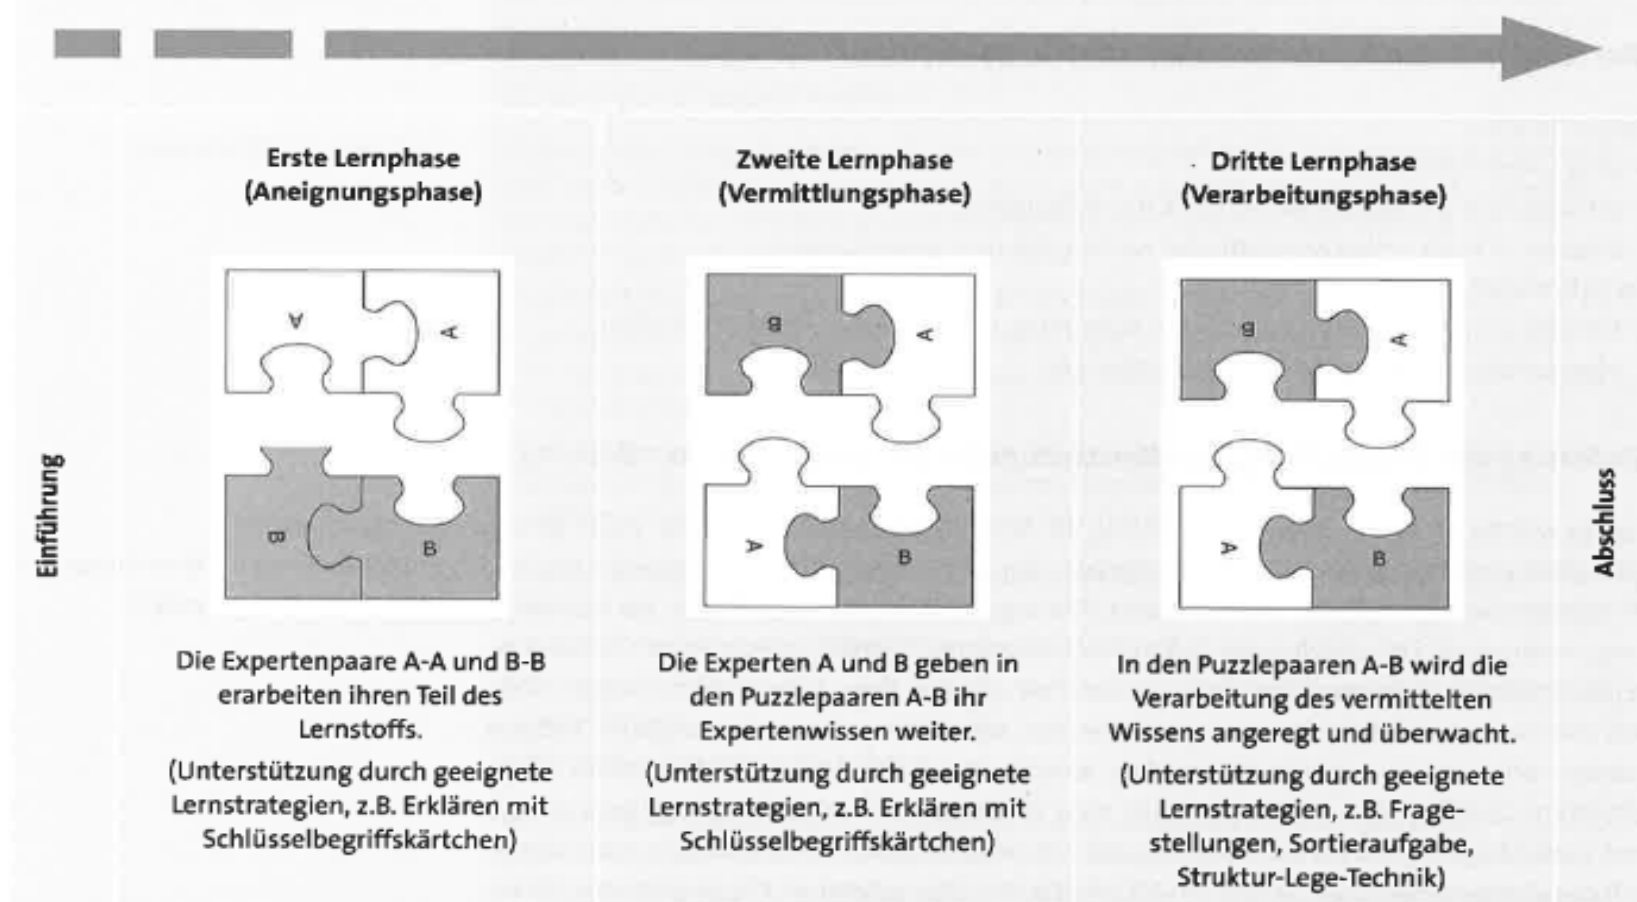 Erste Lernphase
(Aneignungsphase)
A
A
B
B
Die Expertenpaare A-A und B-B
erarbeiten ihren Teil des
Lernstoffs.
(Unterstützung durch geeignete
Lernstrategien, z.B. Erklären mit
Schlüsselbegriffskärtchen)
Zweite Lernphase
(Vermittlungsphase)
B
A
A
B
Die Experten A und B geben in
den Puzzlepaaren A-B ihr
Expertenwissen weiter.
(Unterstützung durch geeignete
Lernstrategien, z.B. Erklären mit
Schlüsselbegriffskärtchen)
Dritte Lernphase
(Verarbeitungsphase)
B
A
A
B
In den Puzzlepaaren A-B wird die
Verarbeitung des vermittelten
Wissens angeregt und überwacht.
(Unterstützung durch geeignete
Lernstrategien, z.B. Frage-
stellungen, Sortieraufgabe,
Struktur-Lege-Technik)
Einführung
Abschluss